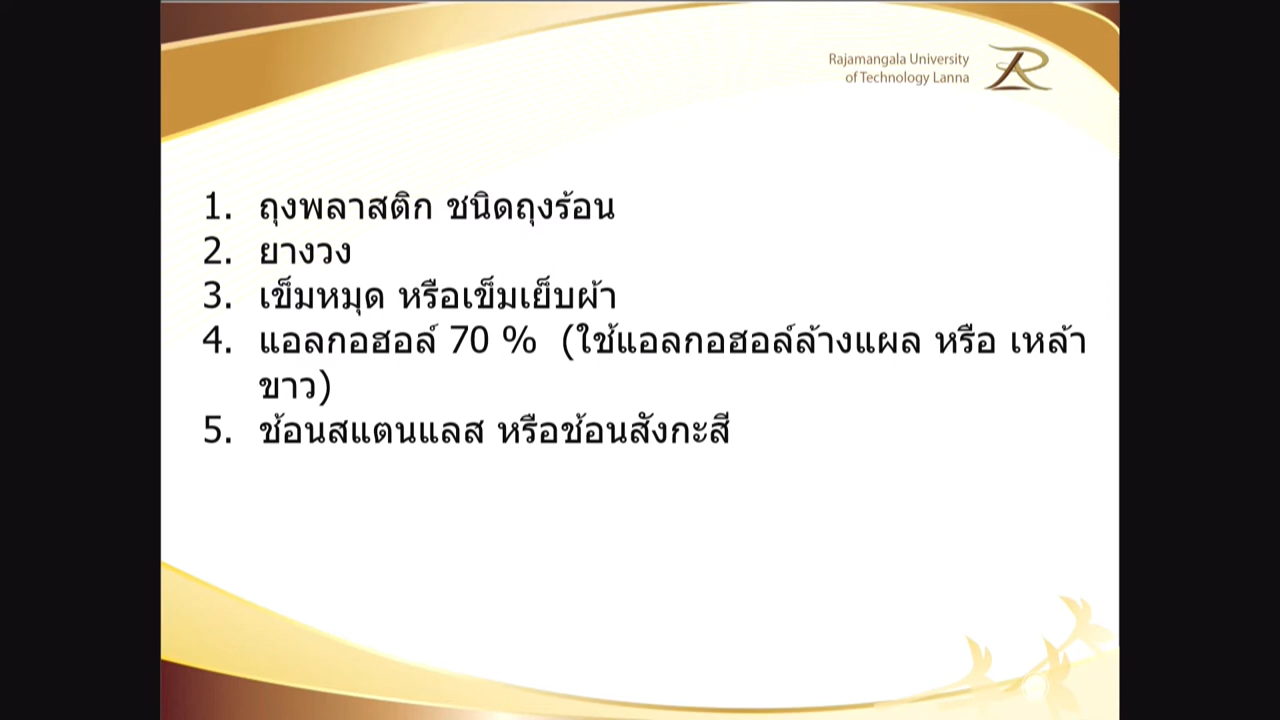 Rajamangala University
of Technology Lanna
1. ถุงพลาสติก ชนิดถุงร้อน
2. ยางวง
3. เข็มหมุด หรือเข็มเย็บผ้า
4. แอลกอฮอล์ 70 % (ใช้แอลกอฮอล์ล้างแผล หรือ เหล้า
ขาว)
5. ช้อนสแตนแลส หรือช้อนสังกะสี